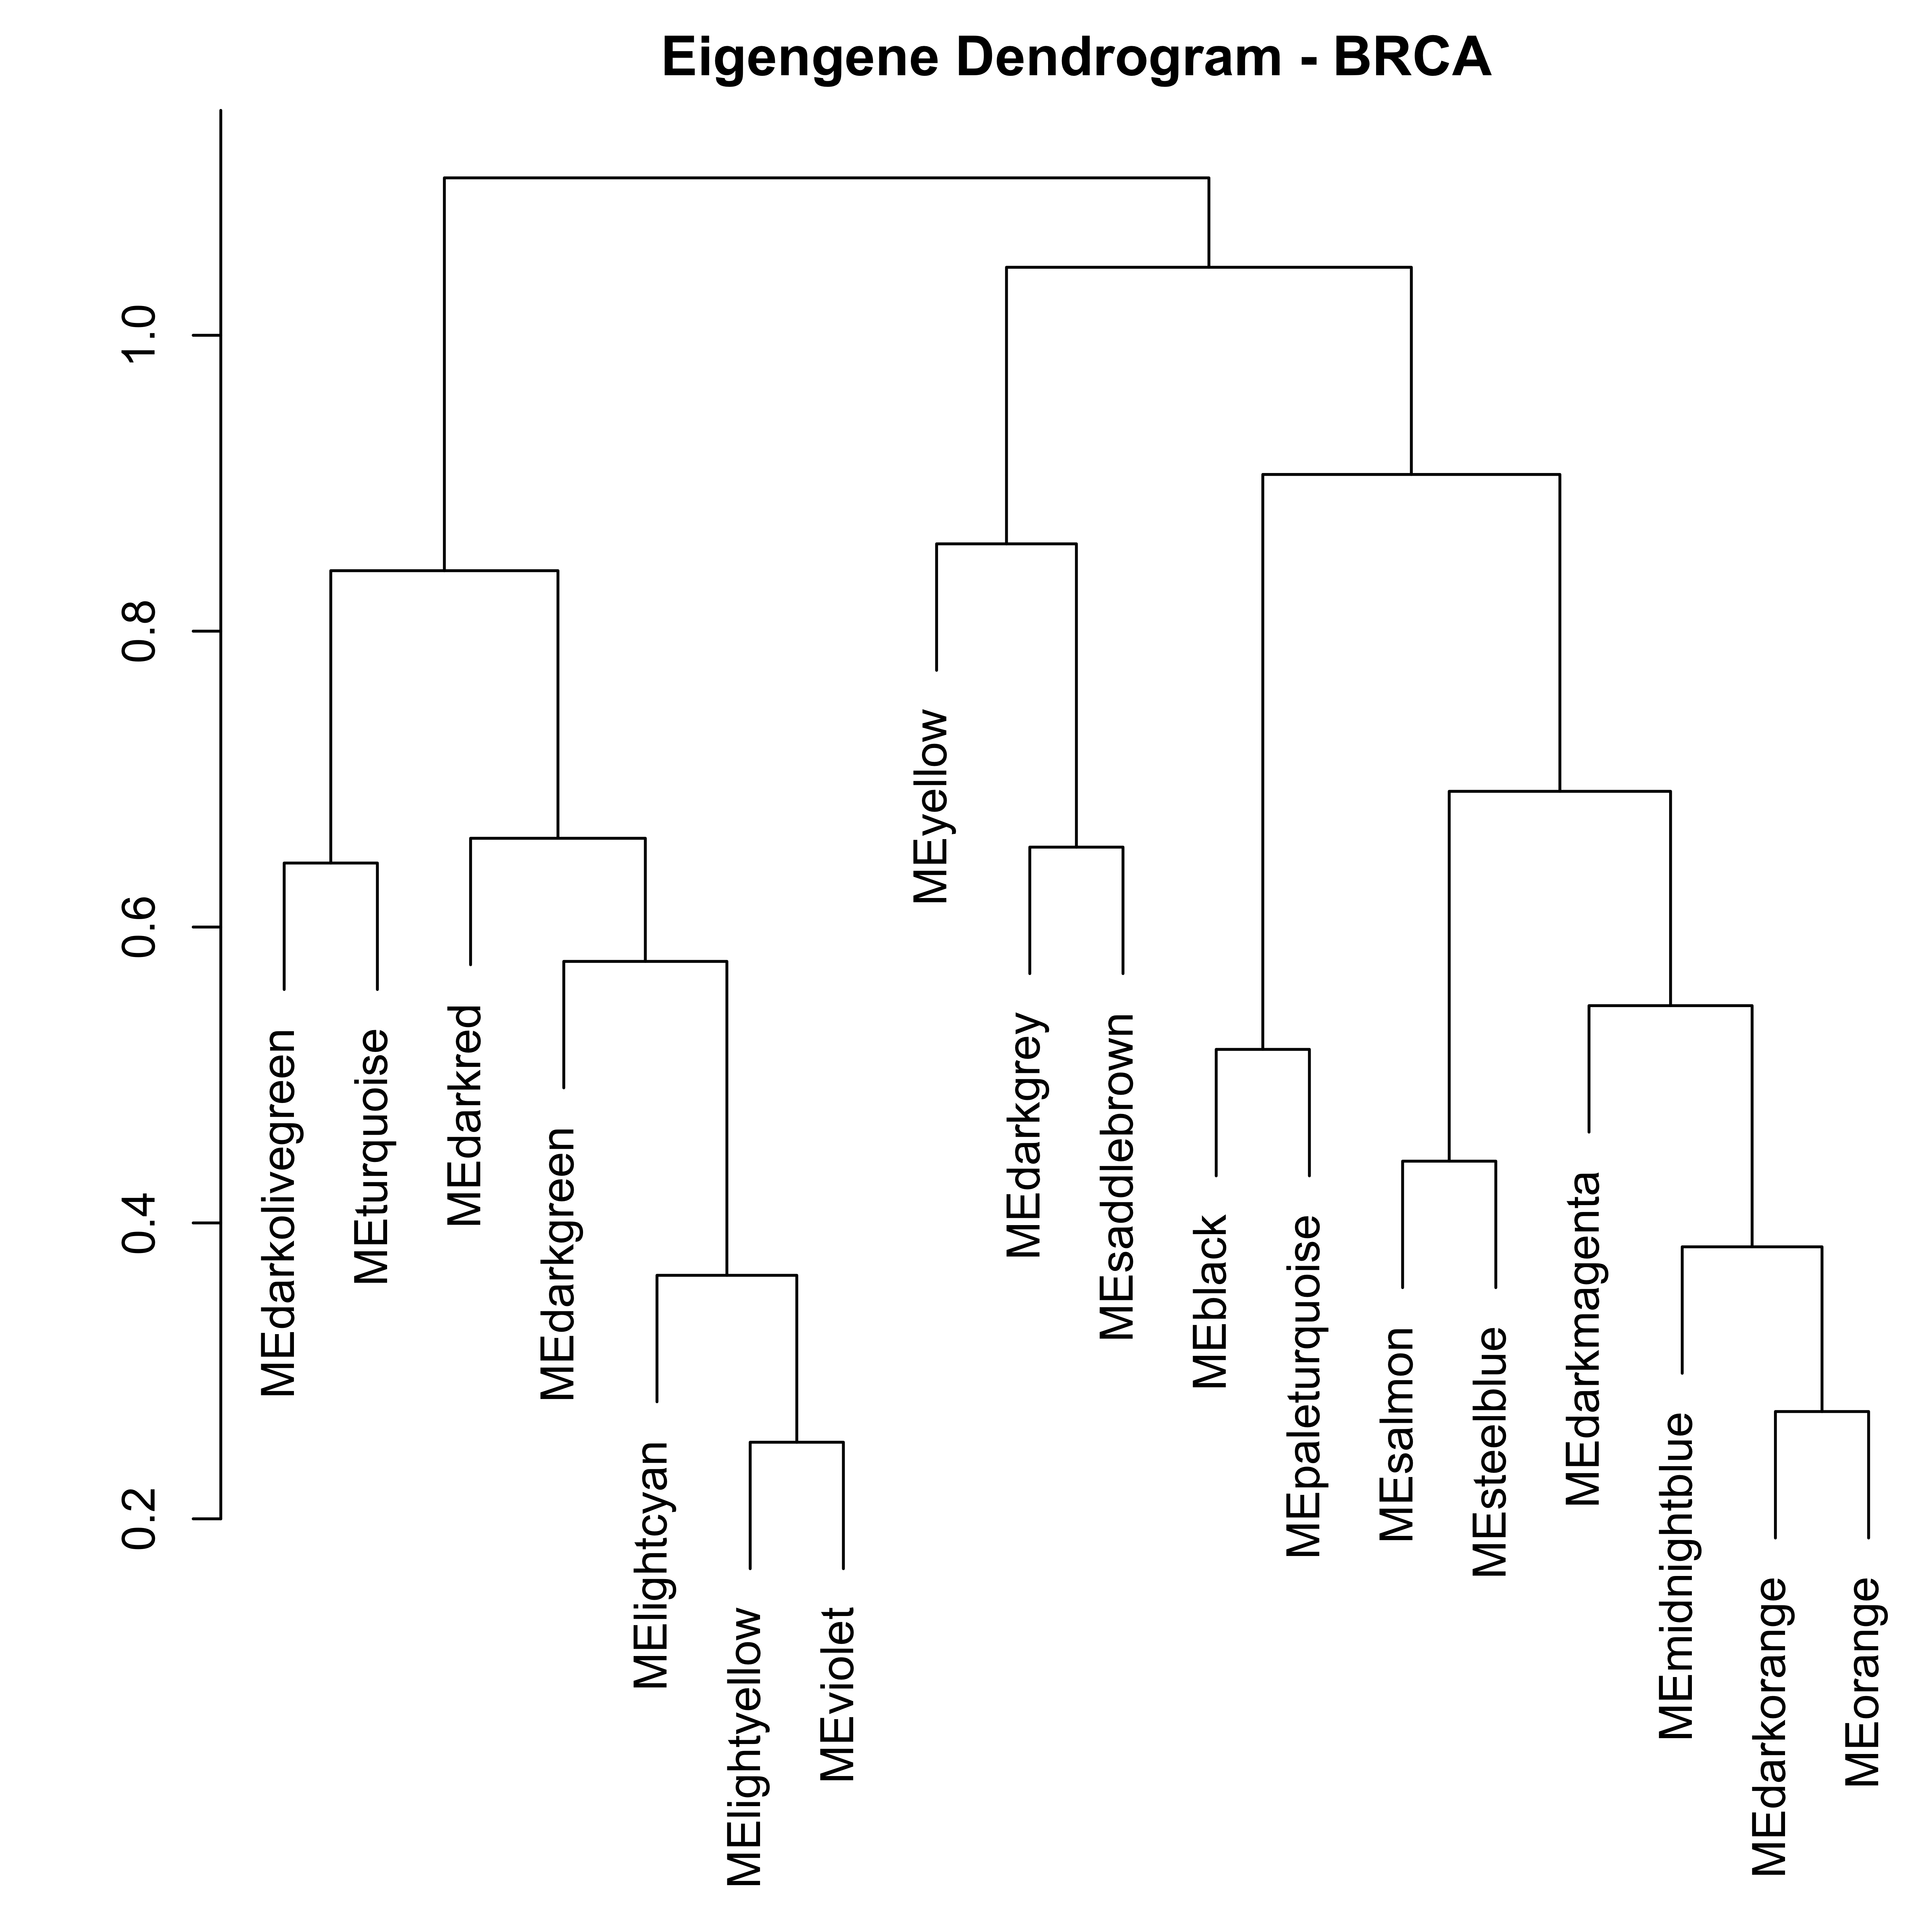 Eigengene Dendrogram - BRCA
1.0
0.8
0.6
0.4
0.2
MEdarkolivegreen
MEturquoise
MEdarkred
MEdarkgreen
MElightcyan
MElightyellow
MEviolet
MEyellow
MEdarkgrey
MEsaddlebrown
MEblack
MEpaleturquoise
MEsalmon
MEsteelblue
MEdarkmagenta
MEmidnightblue
MEdarkorange
MEorange